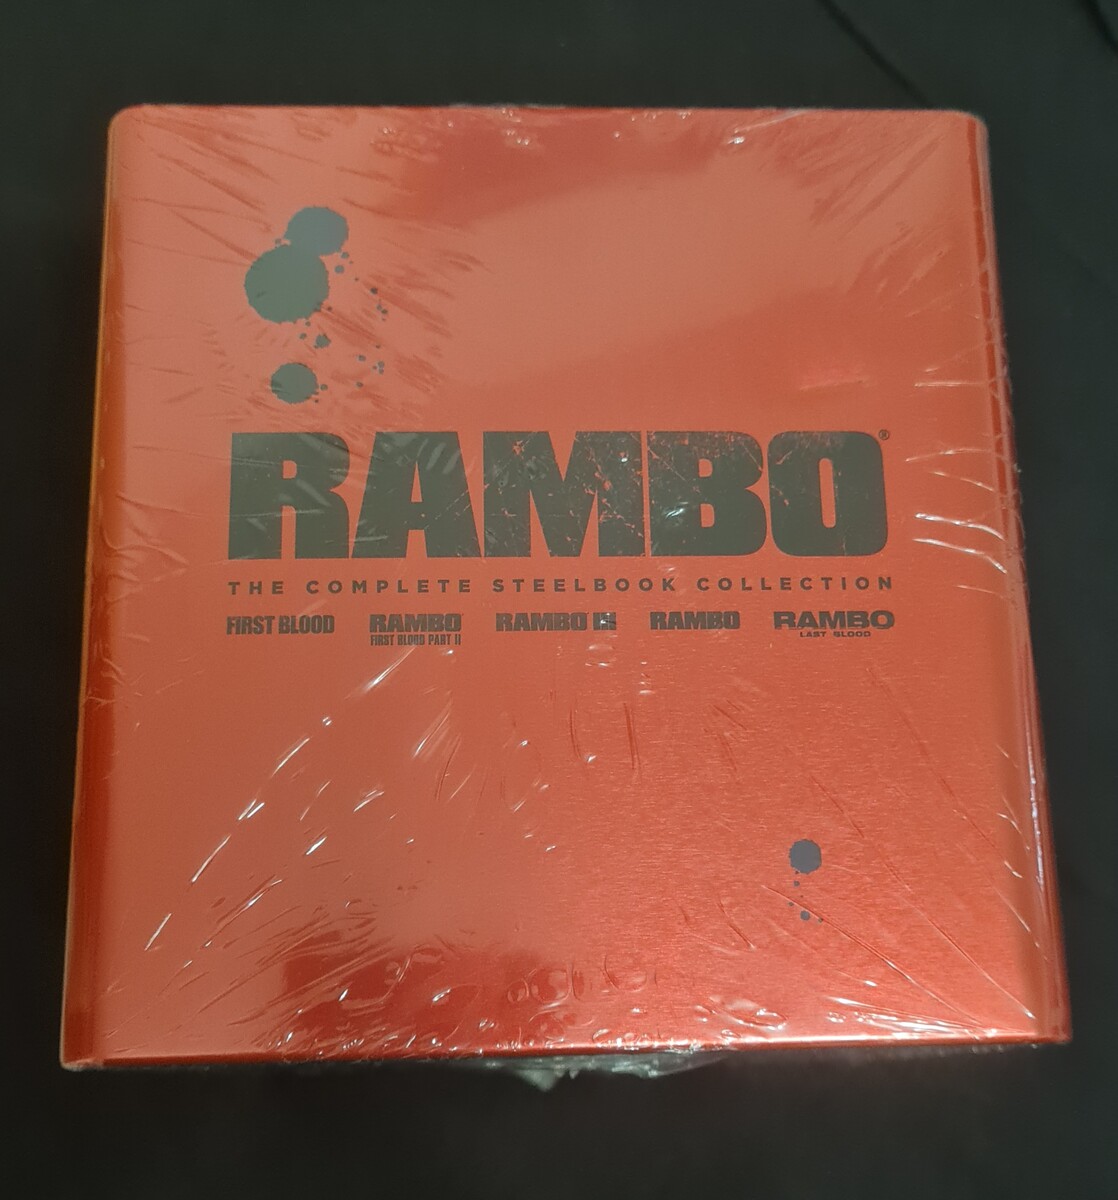 RAMBO®
THE COMPLETE STEELBOOK COLLECTION
FIRST BLOOD RAMBO FIRST BLOOD PART II RAMBO III RAMBO RAMBO LAST BLOOD